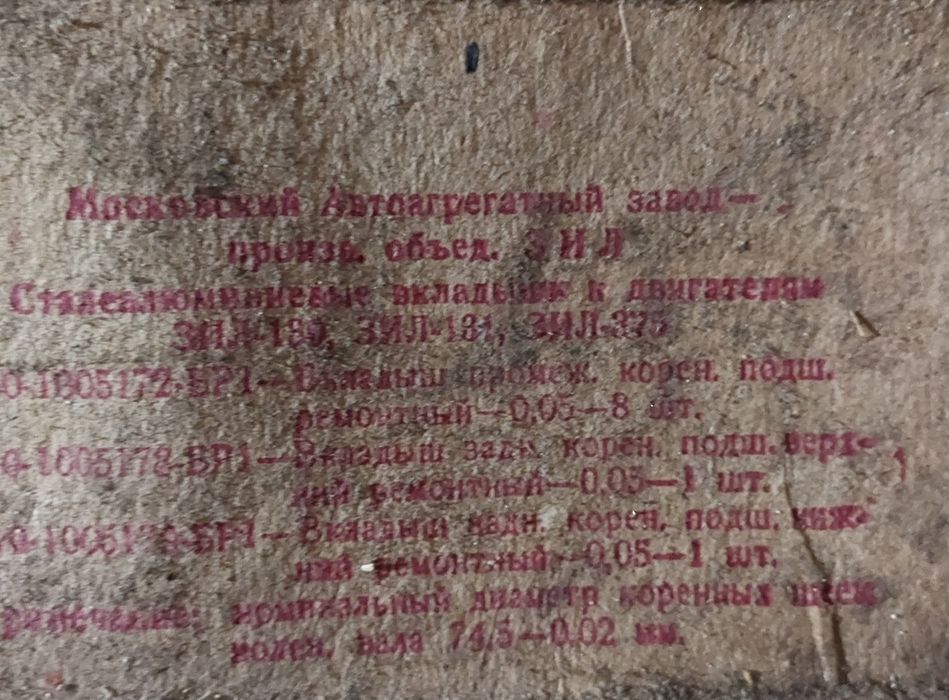 Московский Автоагрегатный завод—
произв. объед. ЗИЛ
Сталеалюминиевые вкладыши к двигателям
ЗИЛ-130, ЗИЛ-131, ЗИЛ-375
0-1005172-БР1—Вкладыш промеж. корен. подш.
ремонтный—0,05—8 шт.
0-1005178-БР1—Вкладыш задн. корен. подш. верх-
ний ремонтный—0,05—1 шт.
Вкладыш задн. корен. подш. ниж-
ний ремонтный—0,05—1 шт.
римечание: номинальный диаметр коренных шеек
колен. вала 74,5—0,02 мм.